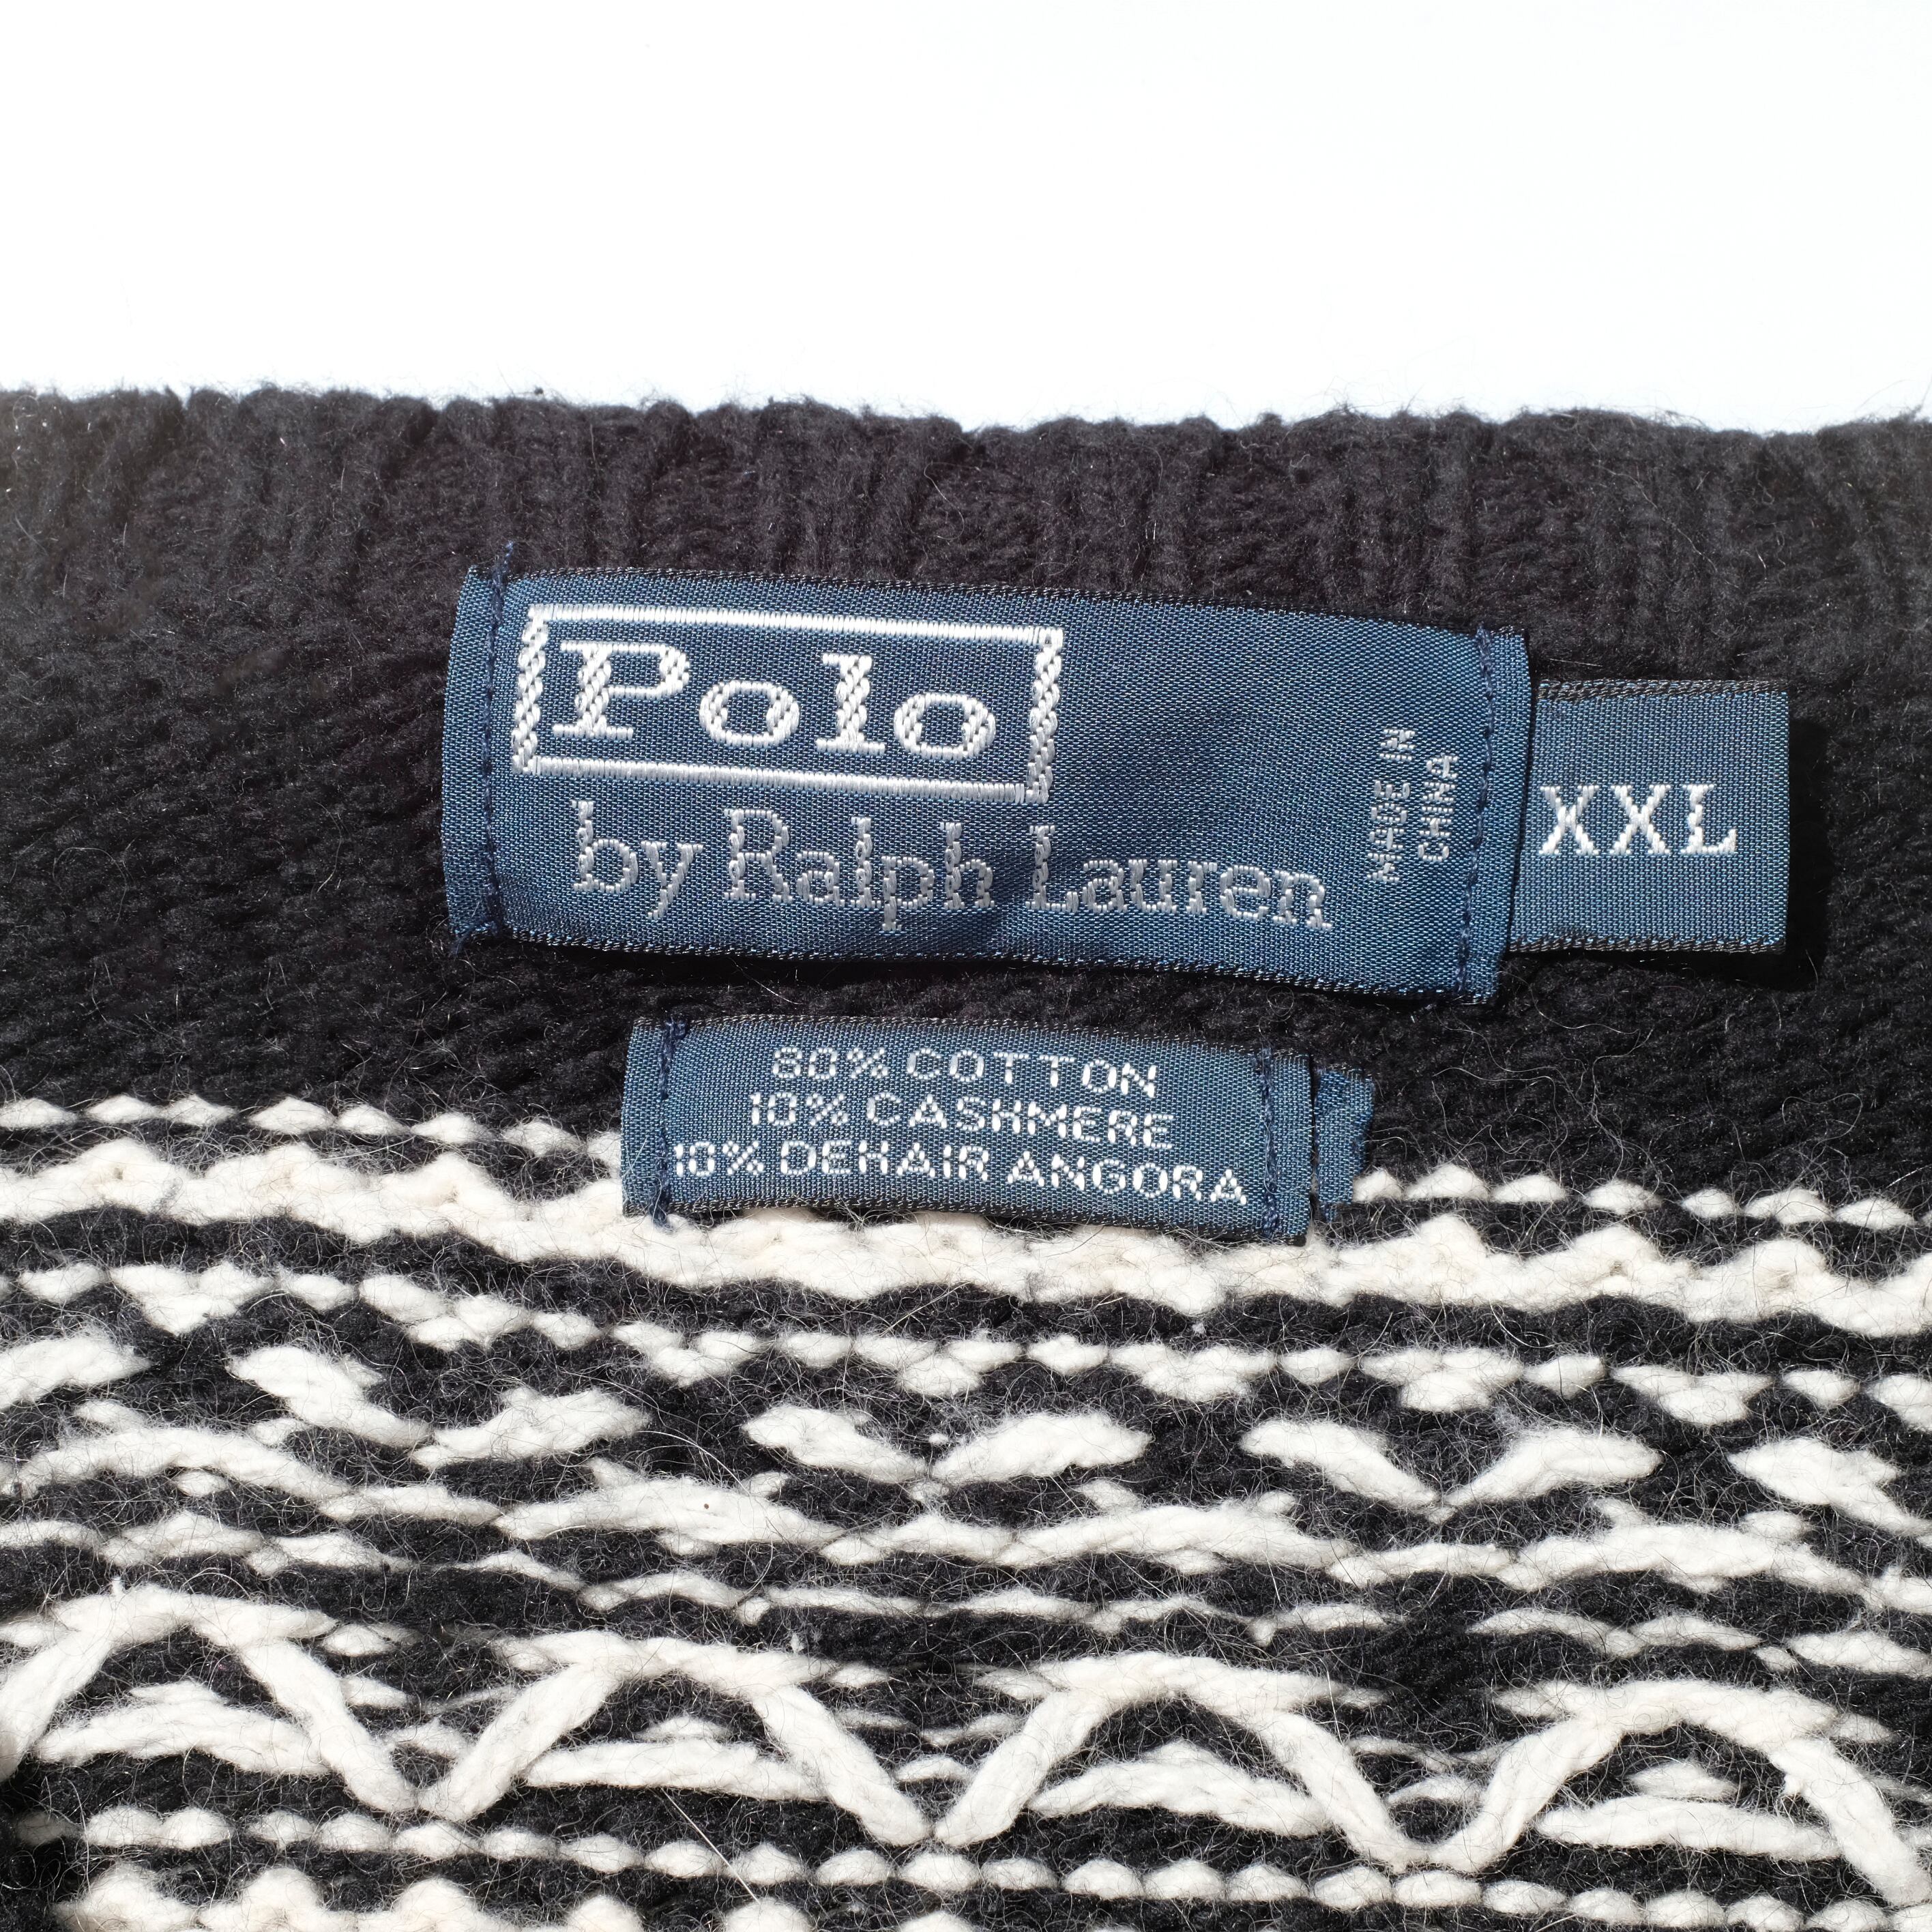 Polo
by Ralph Lauren
MADE IN
CHINA
XXL
80% COTTON
10% CASHMERE
10% DEHAIR ANGORA